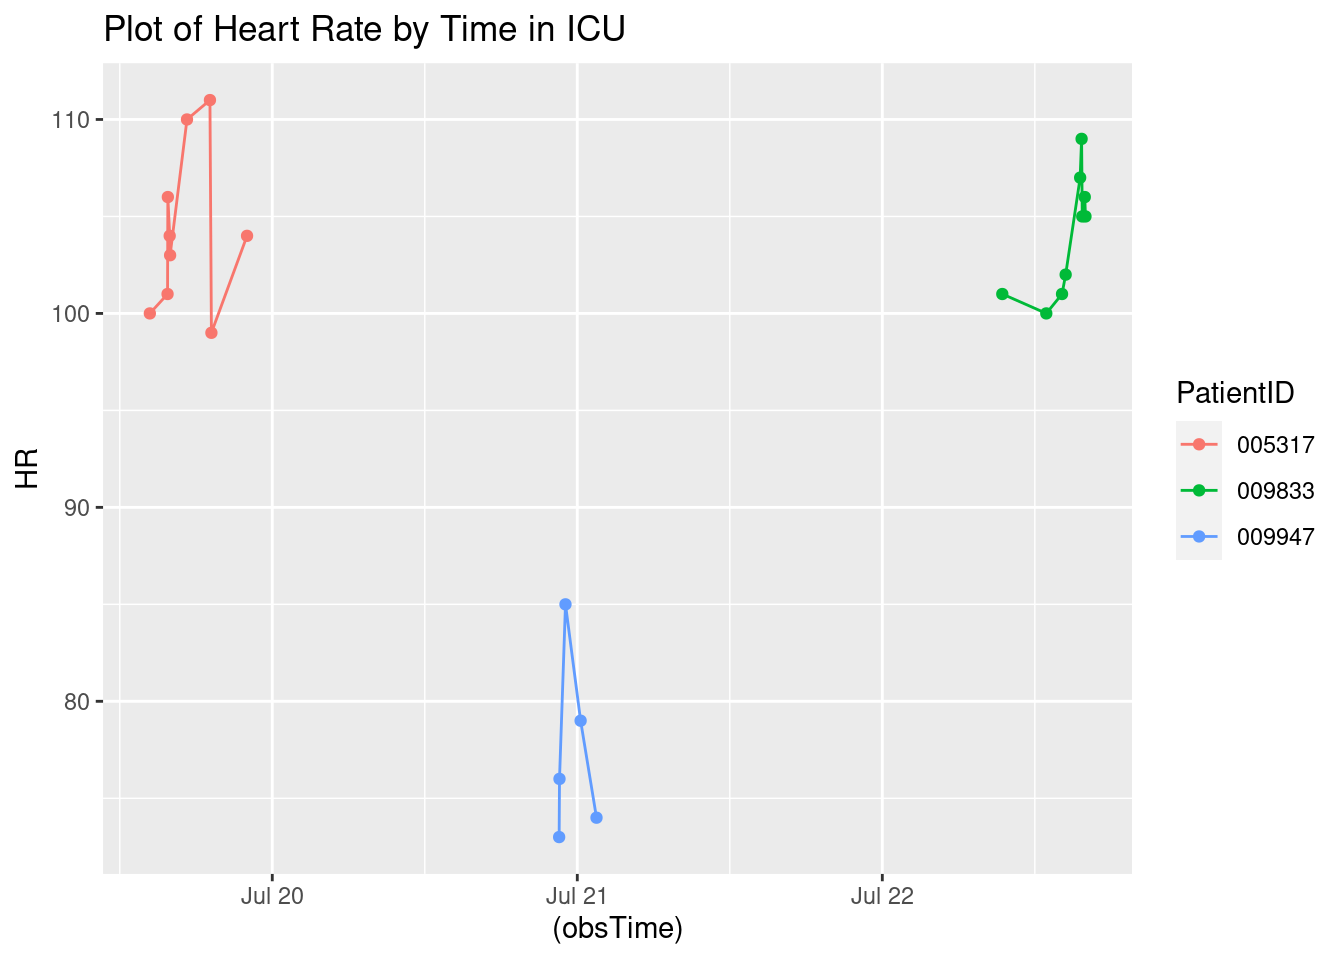 Plot of Heart Rate by Time in ICU
110
100
90
80
HR
Jul 20
Jul 21
Jul 22
(obsTime)
PatientID
005317
009833
009947